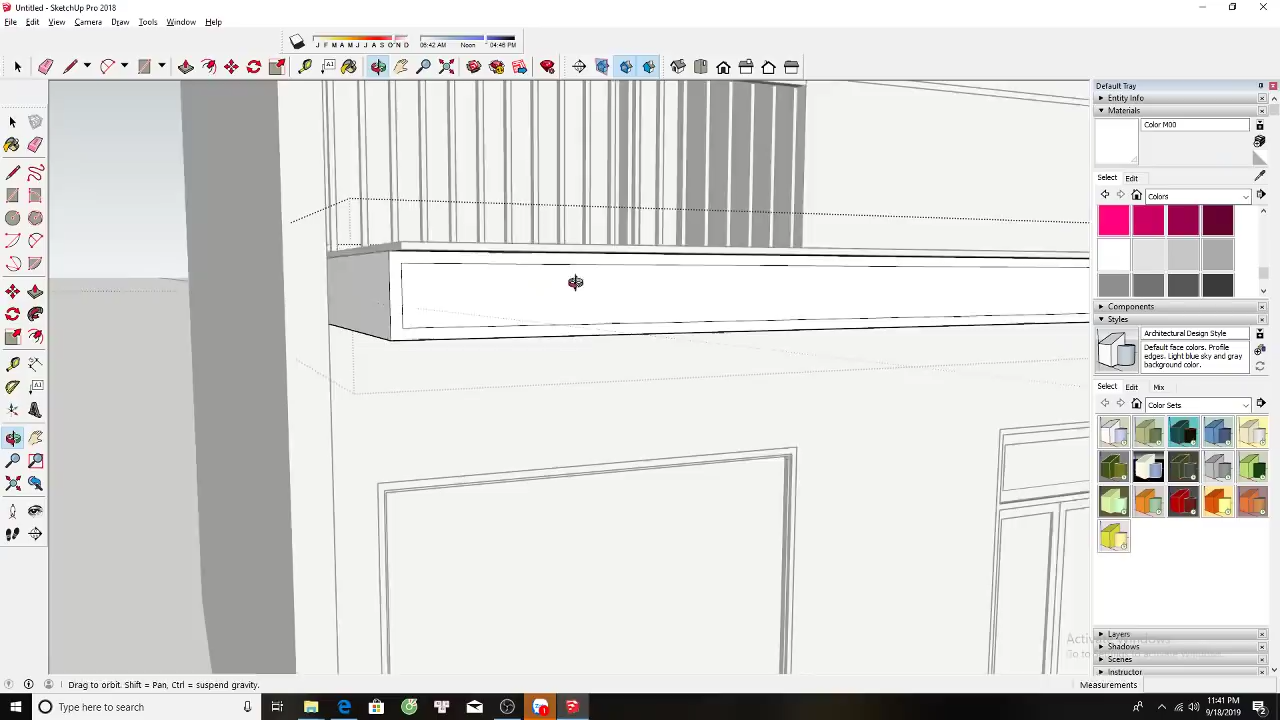 Untitled - SketchUp Pro 2018
File Edit View Camera Draw Tools Window Help
J F M A M J J A S O N D 06:42 AM Noon 04:46 PM
Default Tray
Entity Info
Materials
Color M00
Select Edit
Colors
Components
Styles
Architectural Design Style
Default face colors. Profile edges. Light blue sky and gray background color.
Select Edit Mix
Color Sets
Layers
Shadows
Scenes
Instructor
Activate Windows
Drag to orbit: Shift = Pan, Ctrl = suspend gravity.
Measurements
Type here to search
11:41 PM
9/18/2019